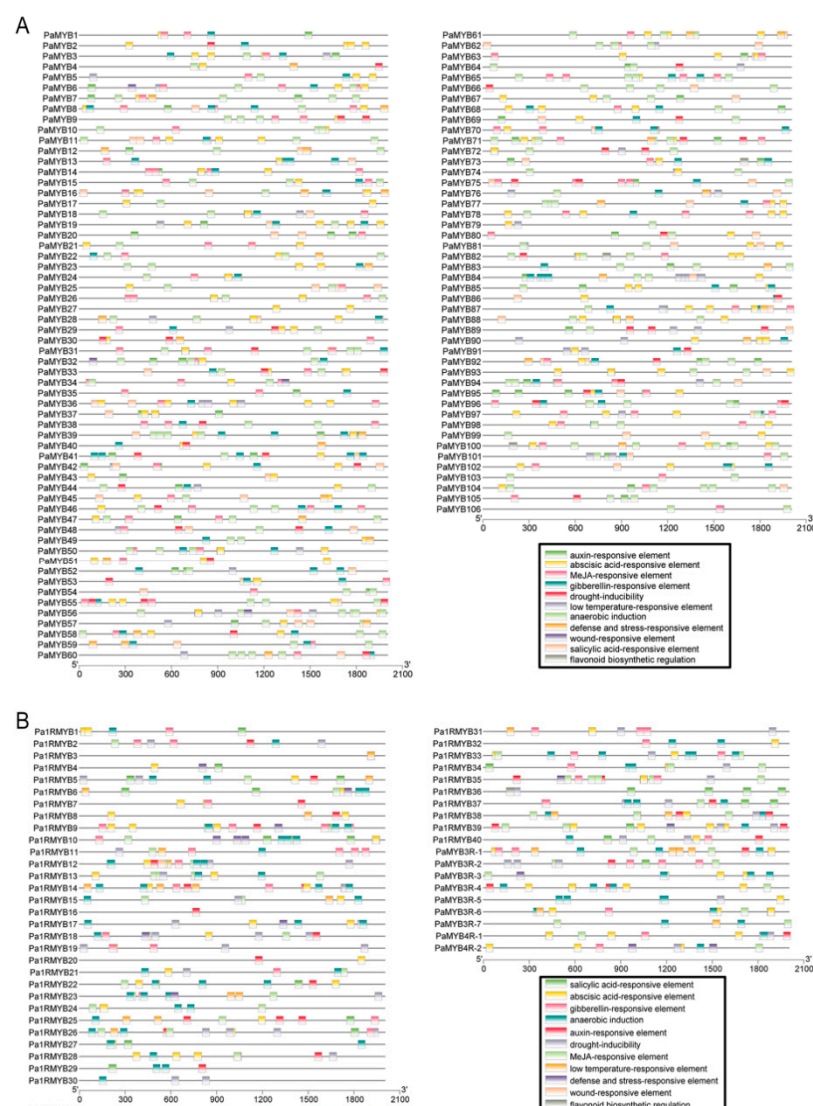 A
PaMYB1
PaMYB2
PaMYB3
PaMYB4
PaMYB5
PaMYB6
PaMYB7
PaMYB8
PaMYB9
PaMYB10
PaMYB11
PaMYB12
PaMYB13
PaMYB14
PaMYB15
PaMYB16
PaMYB17
PaMYB18
PaMYB19
PaMYB20
PaMYB21
PaMYB22
PaMYB23
PaMYB24
PaMYB25
PaMYB26
PaMYB27
PaMYB28
PaMYB29
PaMYB30
PaMYB31
PaMYB32
PaMYB33
PaMYB34
PaMYB35
PaMYB36
PaMYB37
PaMYB38
PaMYB39
PaMYB40
PaMYB41
PaMYB42
PaMYB43
PaMYB44
PaMYB45
PaMYB46
PaMYB47
PaMYB48
PaMYB49
PaMYB50
PaMYB51
PaMYB52
PaMYB53
PaMYB54
PaMYB55
PaMYB56
PaMYB57
PaMYB58
PaMYB59
PaMYB60
5' 3'
0 300 600 900 1200 1500 1800 2100
PaMYB61
PaMYB62
PaMYB63
PaMYB64
PaMYB65
PaMYB66
PaMYB67
PaMYB68
PaMYB69
PaMYB70
PaMYB71
PaMYB72
PaMYB73
PaMYB74
PaMYB75
PaMYB76
PaMYB77
PaMYB78
PaMYB79
PaMYB80
PaMYB81
PaMYB82
PaMYB83
PaMYB84
PaMYB85
PaMYB86
PaMYB87
PaMYB88
PaMYB89
PaMYB90
PaMYB91
PaMYB92
PaMYB93
PaMYB94
PaMYB95
PaMYB96
PaMYB97
PaMYB98
PaMYB99
PaMYB100
PaMYB101
PaMYB102
PaMYB103
PaMYB104
PaMYB105
PaMYB106
5' 3'
0 300 600 900 1200 1500 1800 2100
auxin-responsive element
abscisic acid-responsive element
MeJA-responsive element
gibberellin-responsive element
drought-inducibility
low temperature-responsive element
anaerobic induction
defense and stress-responsive element
wound-responsive element
salicylic acid-responsive element
flavonoid biosynthetic regulation
B
Pa1RMYB1
Pa1RMYB2
Pa1RMYB3
Pa1RMYB4
Pa1RMYB5
Pa1RMYB6
Pa1RMYB7
Pa1RMYB8
Pa1RMYB9
Pa1RMYB10
Pa1RMYB11
Pa1RMYB12
Pa1RMYB13
Pa1RMYB14
Pa1RMYB15
Pa1RMYB16
Pa1RMYB17
Pa1RMYB18
Pa1RMYB19
Pa1RMYB20
Pa1RMYB21
Pa1RMYB22
Pa1RMYB23
Pa1RMYB24
Pa1RMYB25
Pa1RMYB26
Pa1RMYB27
Pa1RMYB28
Pa1RMYB29
Pa1RMYB30
5' 3'
0 300 600 900 1200 1500 1800 2100
Pa1RMYB31
Pa1RMYB32
Pa1RMYB33
Pa1RMYB34
Pa1RMYB35
Pa1RMYB36
Pa1RMYB37
Pa1RMYB38
Pa1RMYB39
Pa1RMYB40
PaMYB3R-1
PaMYB3R-2
PaMYB3R-3
PaMYB3R-4
PaMYB3R-5
PaMYB3R-6
PaMYB3R-7
PaMYB4R-1
PaMYB4R-2
5' 3'
0 300 600 900 1200 1500 1800 2100
salicylic acid-responsive element
abscisic acid-responsive element
gibberellin-responsive element
anaerobic induction
auxin-responsive element
drought-inducibility
MeJA-responsive element
low temperature-responsive element
defense and stress-responsive element
wound-responsive element
flavonoid biosynthetic regulation